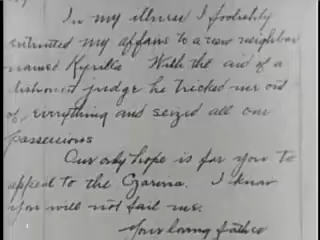 In my illness I foolishly
entrusted my affairs to a new neighbor
named Kyrilla With the aid of a
dishonest judge he tricked me out
of everything and seized all our
possessions
Our only hope is for you to
appeal to the Czarina. I know
you will not fail me.
Your loving father